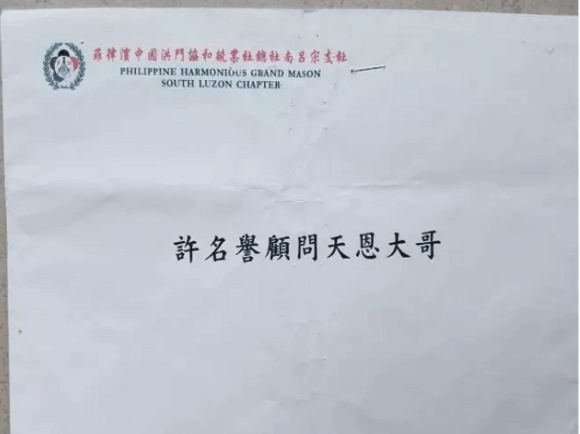 菲律濱中國洪門協和競業社總社南呂宋支社
PHILIPPINE HARMONIOUS GRAND MASON
SOUTH LUZON CHAPTER
許名譽顧問天恩大哥